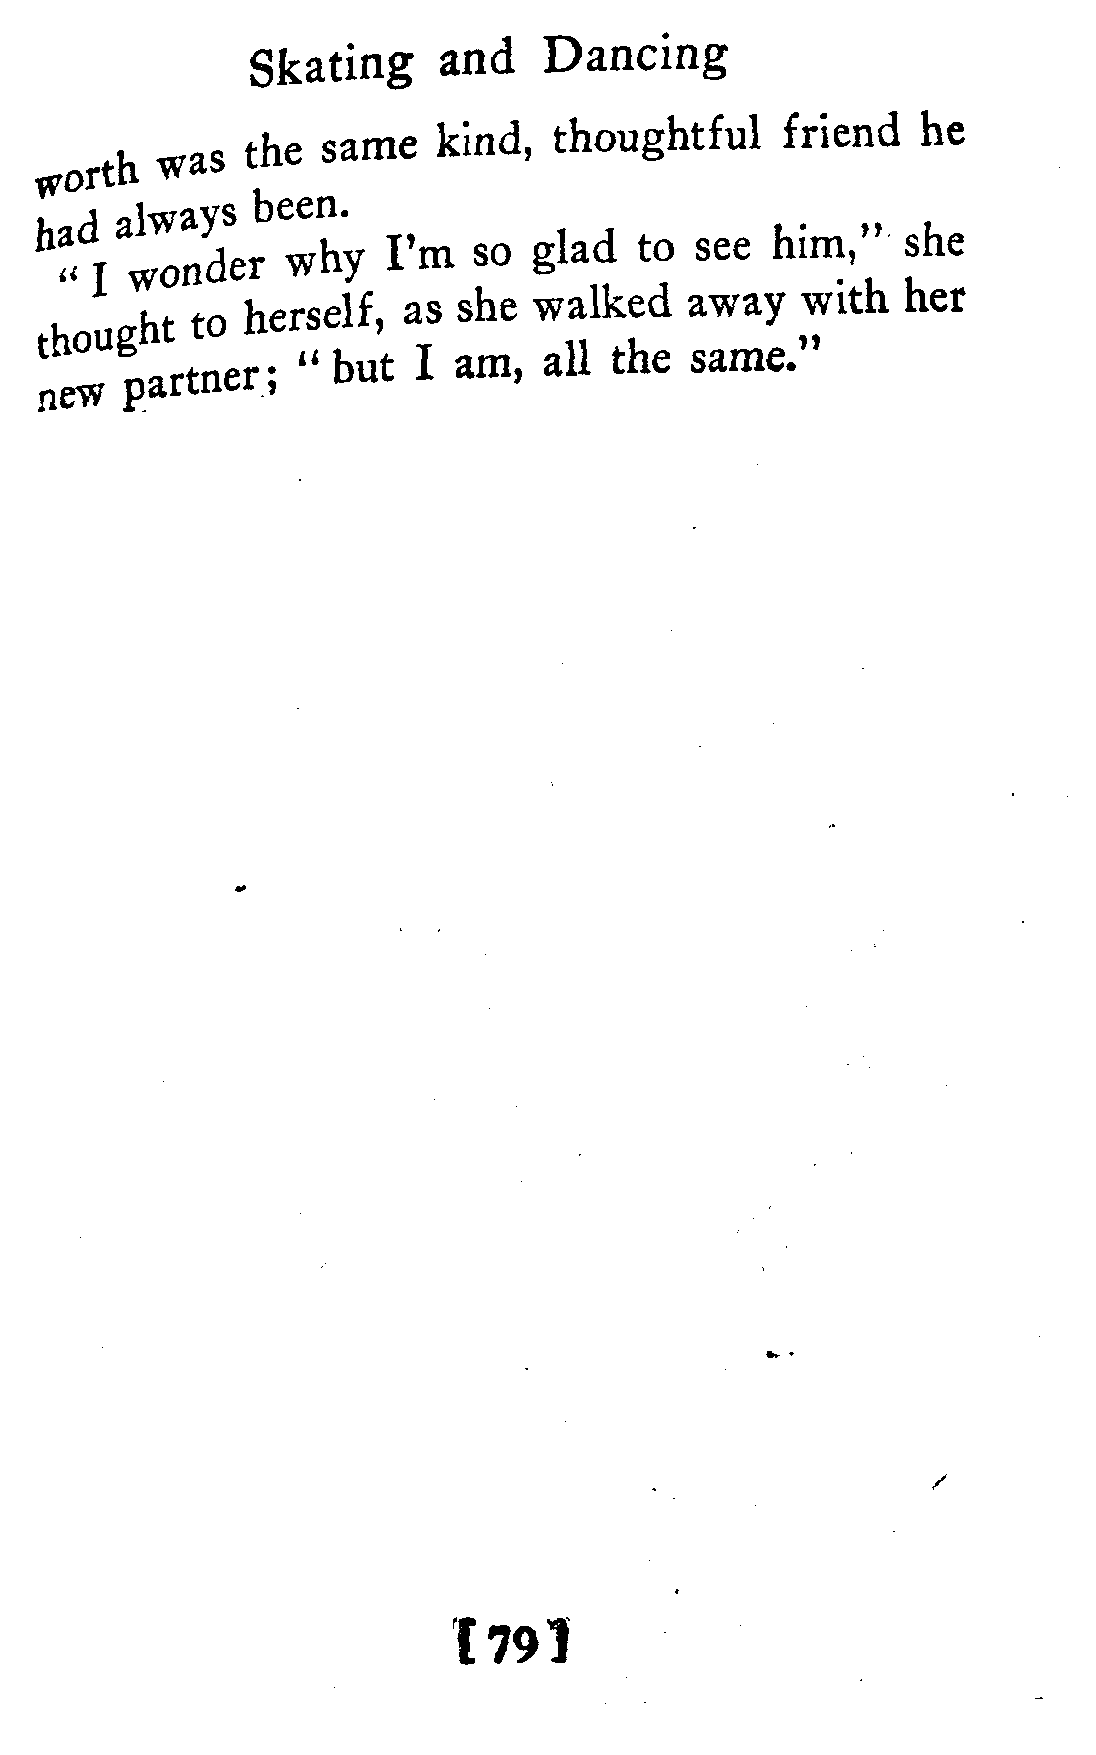 Skating and Dancing
worth was the same kind, thoughtful friend he
had always been.
“ I wonder why I’m so glad to see him,” she
thought to herself, as she walked away with her
new partner; “ but I am, all the same.”
[ 79 ]